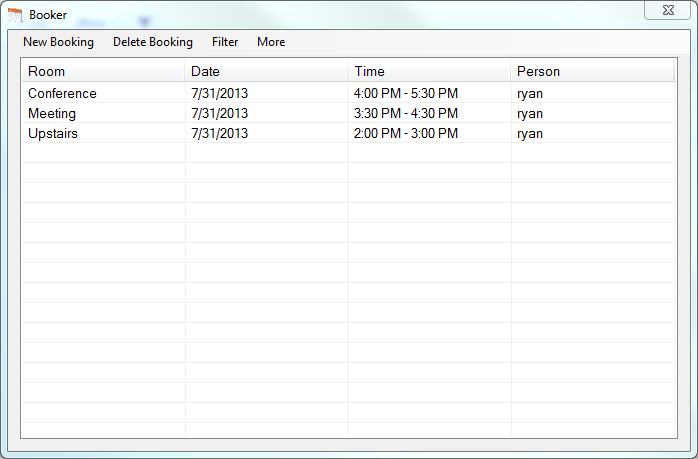 Booker
New Booking Delete Booking Filter More
Room Date Time Person
Conference 7/31/2013 4:00 PM - 5:30 PM ryan
Meeting 7/31/2013 3:30 PM - 4:30 PM ryan
Upstairs 7/31/2013 2:00 PM - 3:00 PM ryan